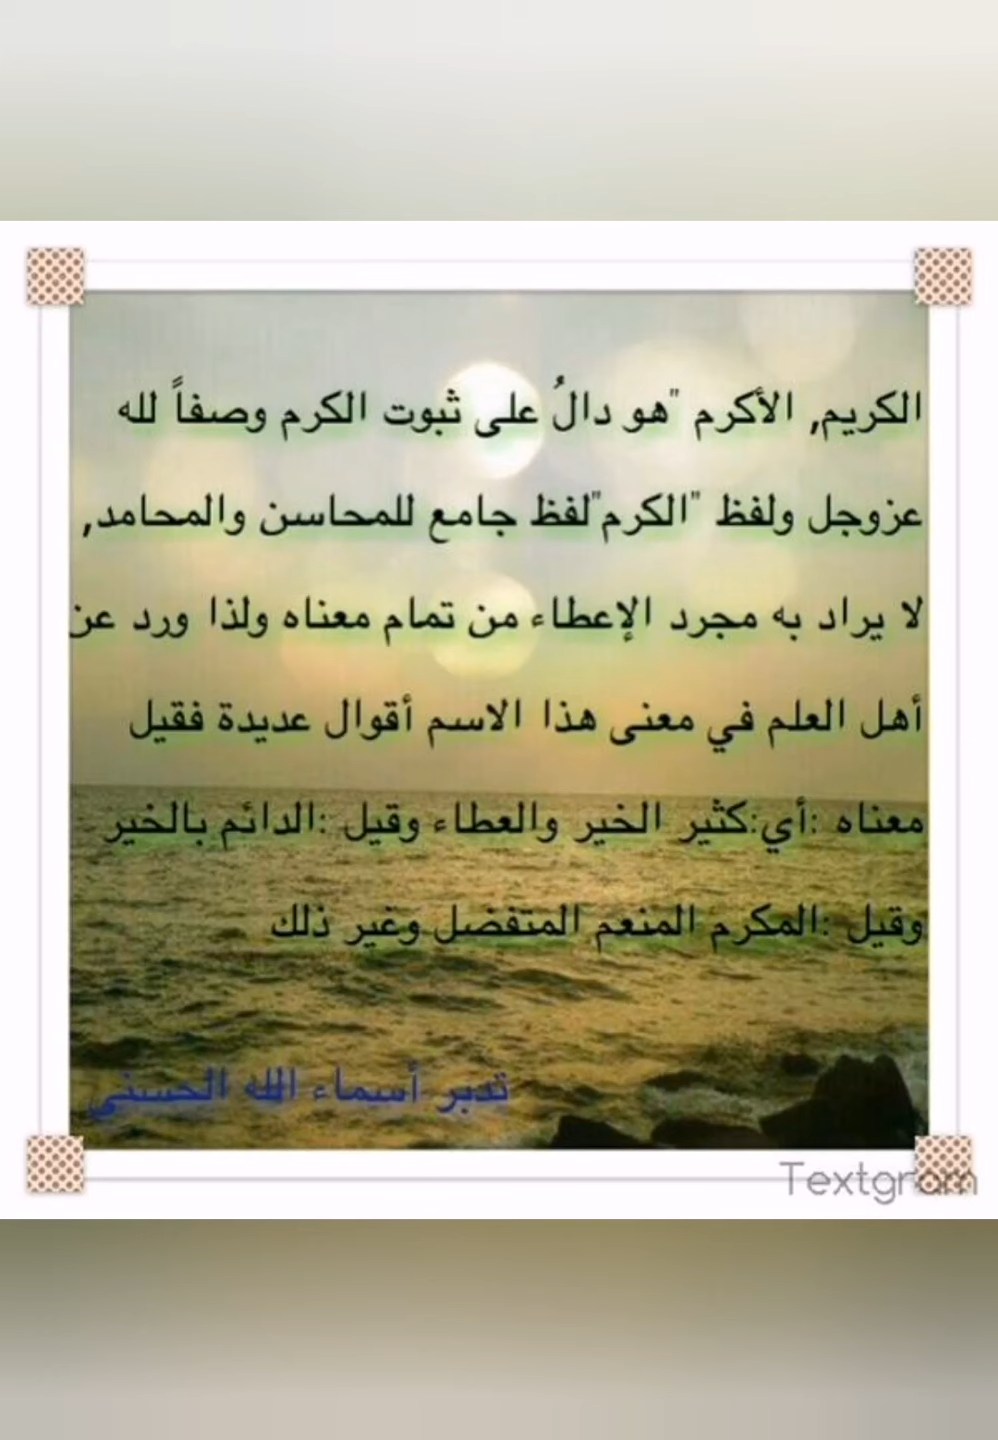 الكريم, الأكرم "هو دالُ على ثبوت الكرم وصفاً لله
عزوجل ولفظ "الكرم"لفظ جامع للمحاسن والمحامد,
لا يراد به مجرد الإعطاء من تمام معناه ولذا ورد عن
أهل العلم في معنى هذا الاسم أقوال عديدة فقيل
معناه :أي:كثير الخير والعطاء وقيل :الدائم بالخير
وقيل :المكرم المنعم المتفضل وغير ذلك
تدبر أسماء الله الحسنى
Textgram